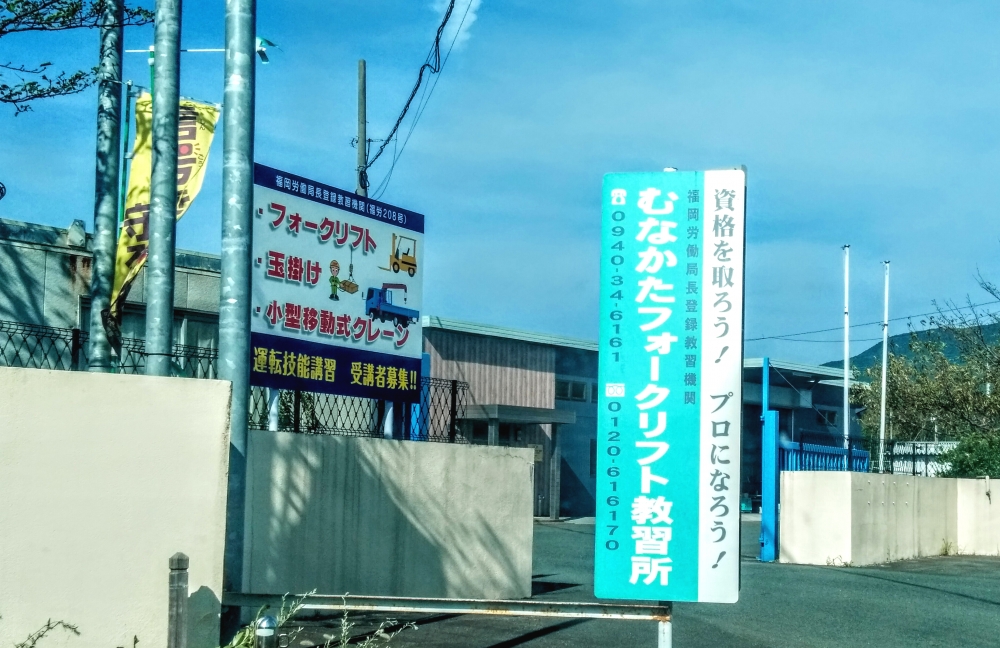 福岡労働局長登録教習機関(福労208号)
・フォークリフト
・玉掛け
・小型移動式クレーン
運転技能講習 受講者募集!!
資格を取ろう! プロになろう!
福岡労働局長登録教習機関
むなかたフォークリフト教習所
☎0940-34-6161 0120-616170